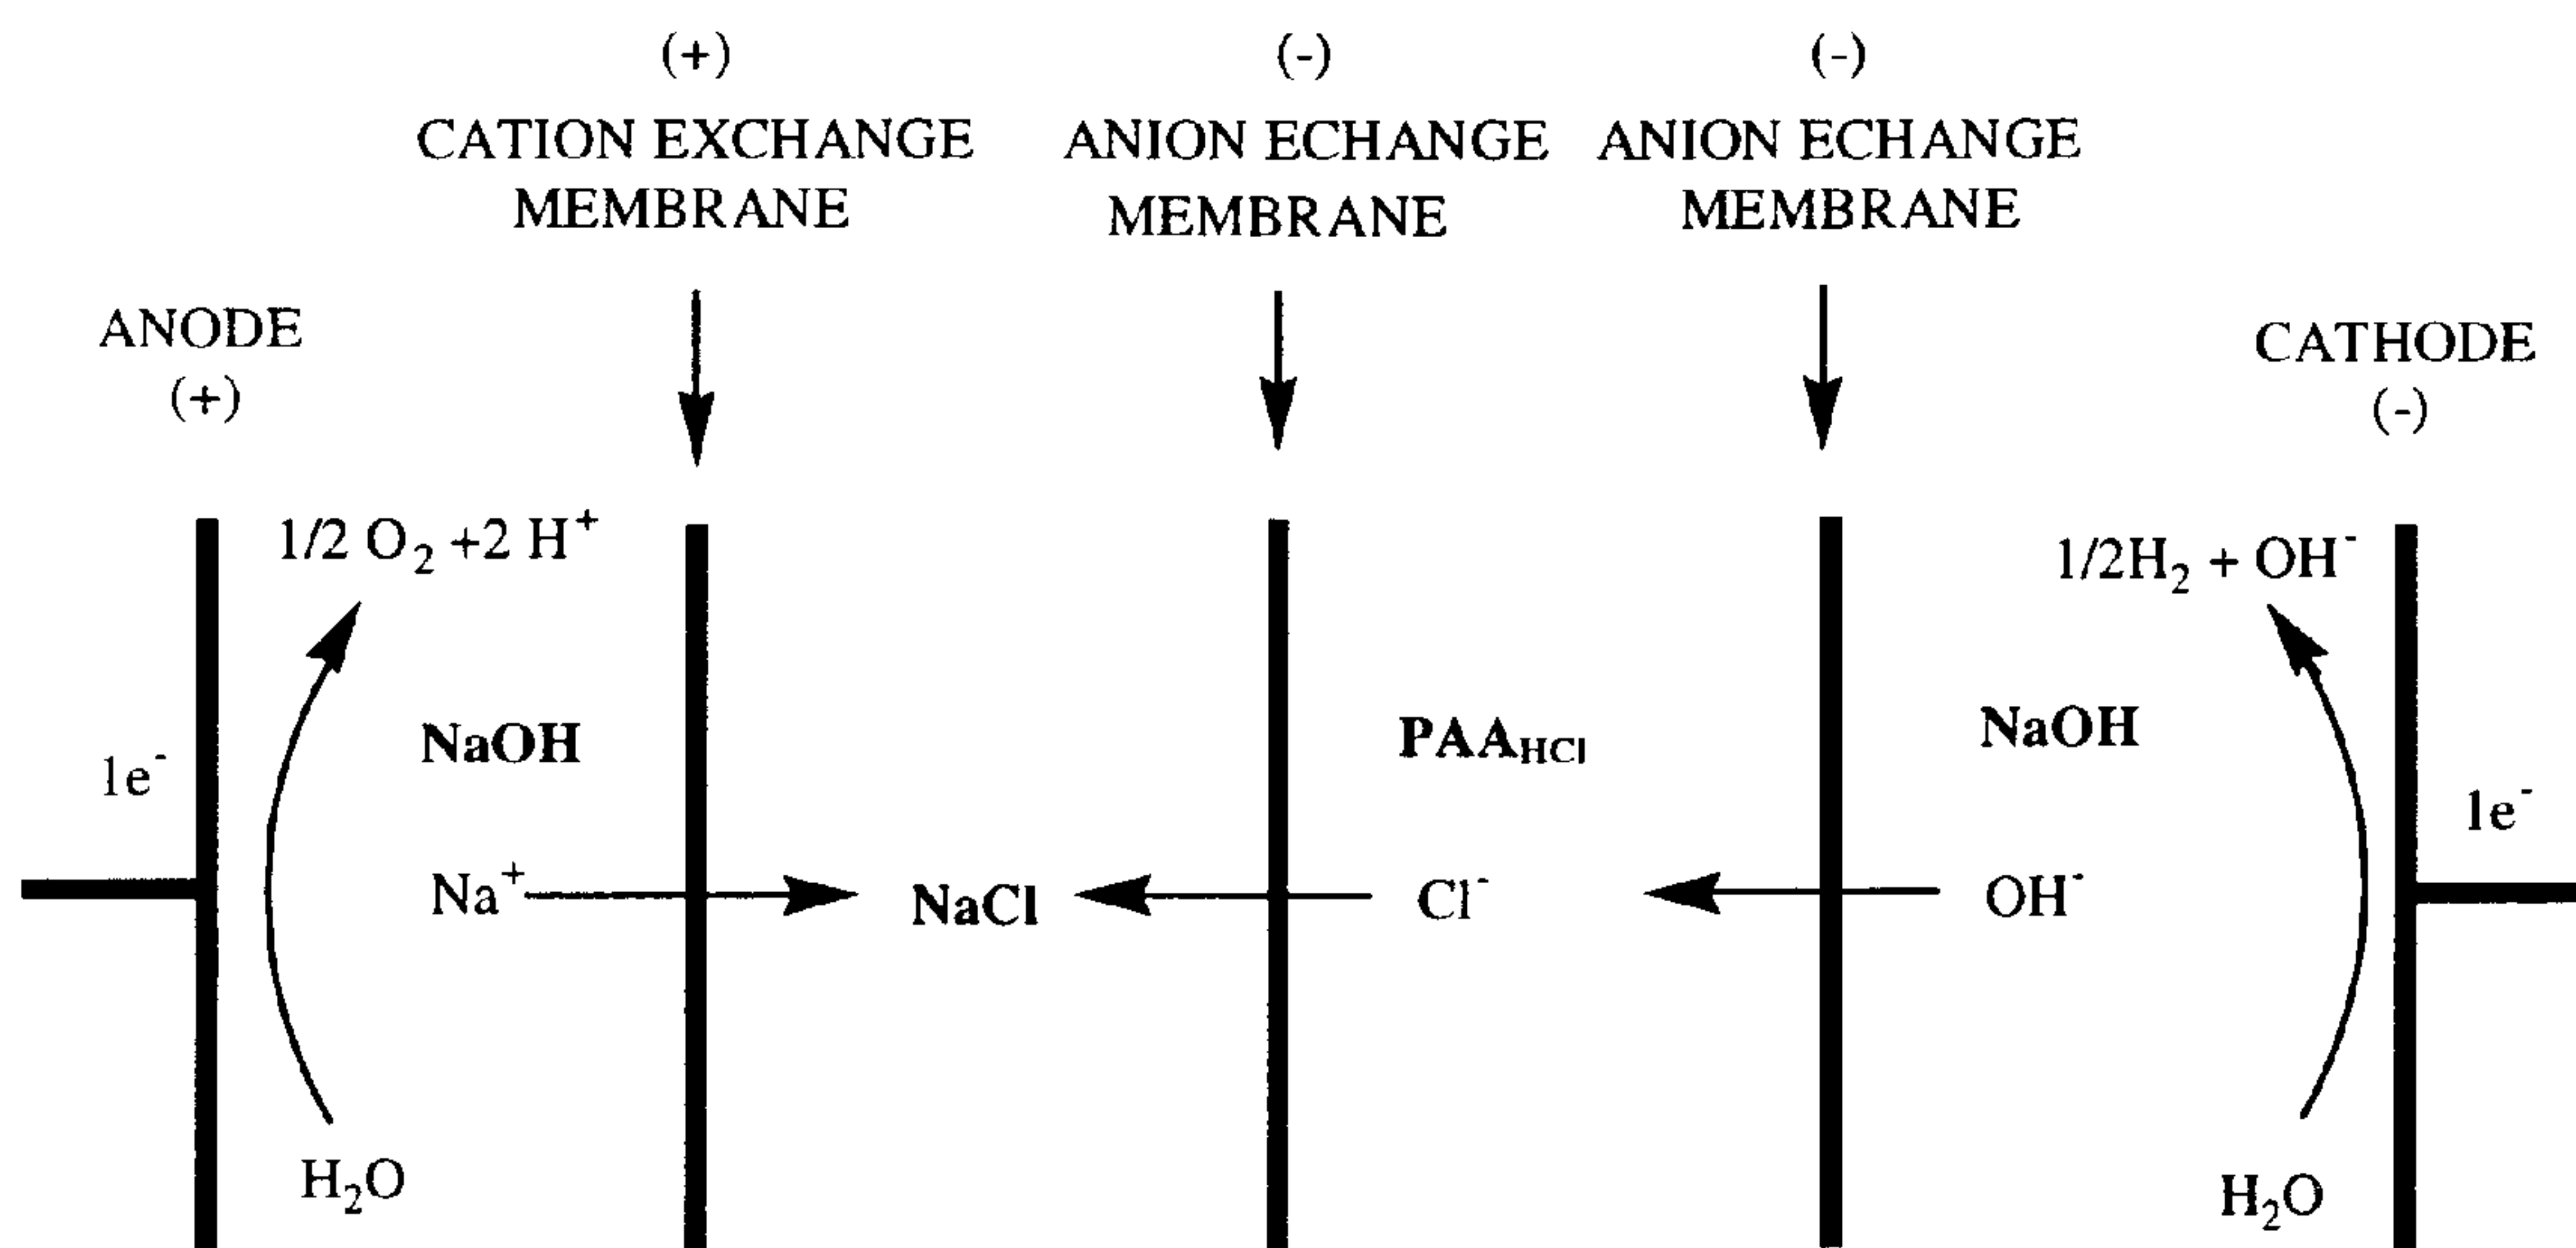 (+)
(-)
(-)
CATION EXCHANGE
MEMBRANE
ANION ECHANGE
MEMBRANE
ANION ECHANGE
MEMBRANE
ANODE
(+)
CATHODE
(-)
1/2 O₂ +2 H⁺
1/2H₂ + OH⁻
NaOH
PAA_HCl
NaOH
1e⁻
1e⁻
Na⁺
NaCl
Cl⁻
OH⁻
H₂O
H₂O